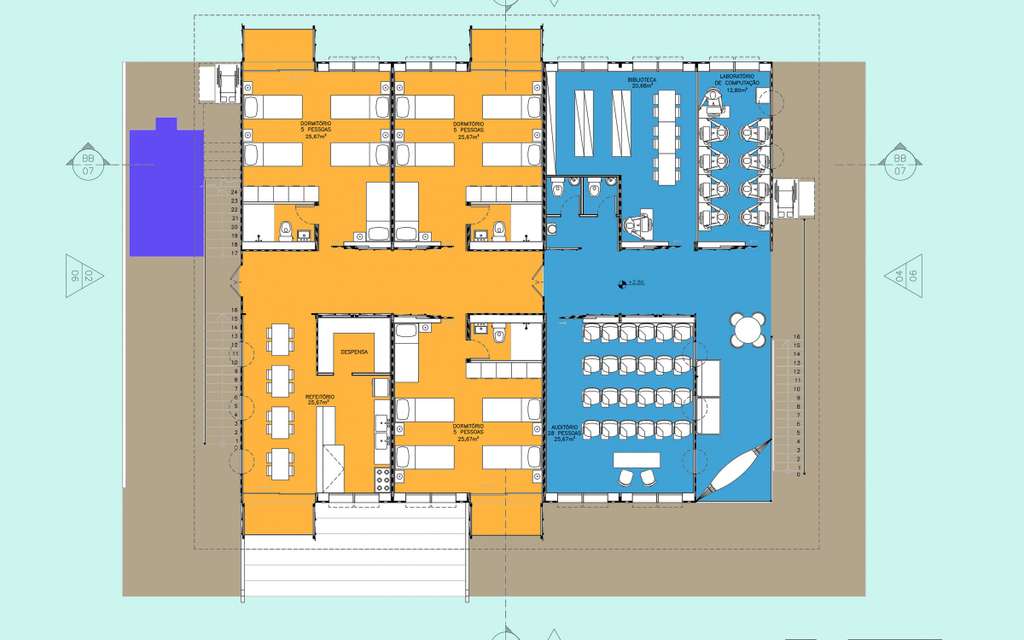 BIBLIOTECA
20,68m²
LABORATÓRIO
DE COMPUTAÇÃO
12,80m²
DORMITÓRIO
5 PESSOAS
25,67m²
DORMITÓRIO
5 PESSOAS
25,67m²
BB
07
BB
07
24
23
22
21
20
19
18
17
02
06
06
04
+2,86
16
15
14
13
12
11
10
9
8
7
6
5
4
3
2
1
0
DESPENSA
REFEITÓRIO
25,67m²
DORMITÓRIO
5 PESSOAS
25,67m²
AUDITÓRIO
28 PESSOAS
25,67m²
16
15
14
13
12
11
10
9
8
7
6
5
4
3
2
1
0